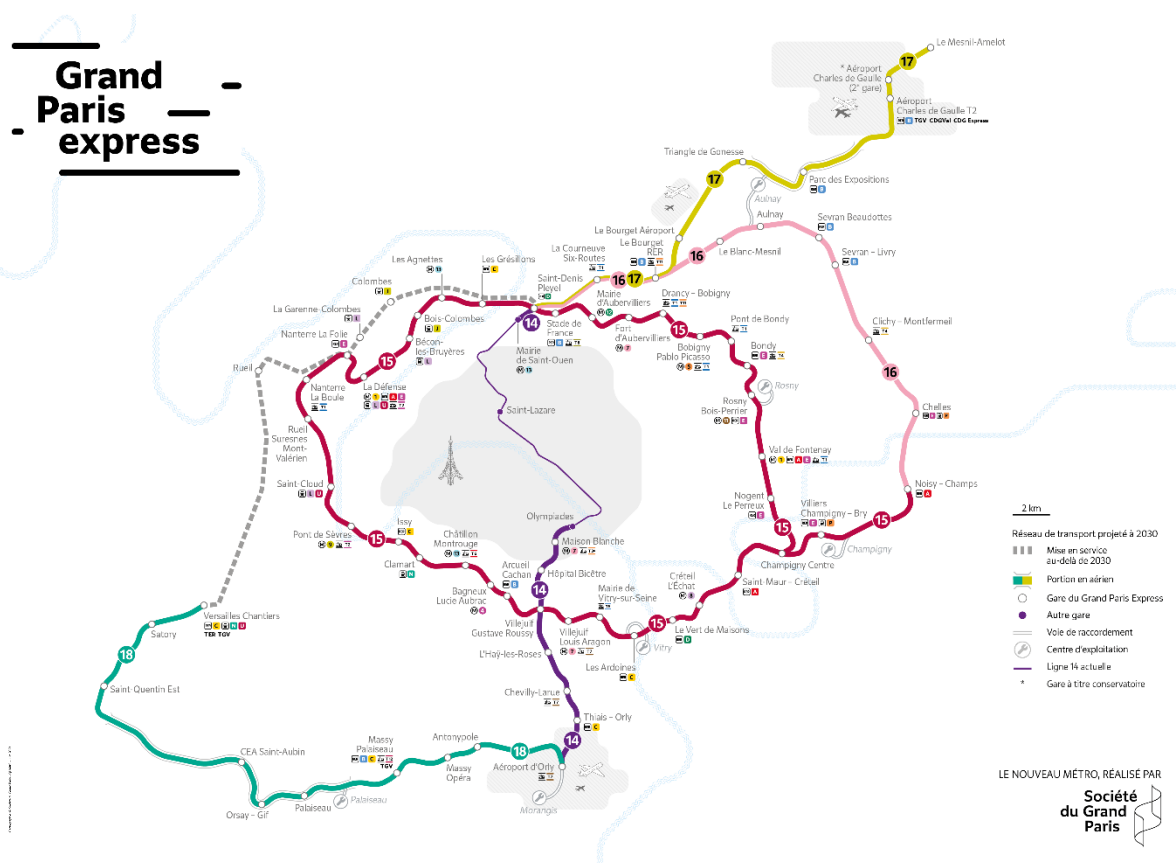 Grand
Paris
express
Le Mesnil-Amelot
17
* Aéroport
Charles de Gaulle
(2e gare)
Aéroport
Charles de Gaulle T2
TGV CDGVal CDG Express
Triangle de Gonesse
17
Parc des Expositions
Aulnay
Aulnay
Sevran Beaudottes
Sevran – Livry
Le Bourget Aéroport
Le Bourget
RER
Le Blanc-Mesnil
16
La Courneuve
Six-Routes
16
17
Saint-Denis
Pleyel
Les Grésillons
Les Agnettes
Colombes
La Garenne-Colombes
Nanterre La Folie
Rueil
Bois-Colombes
Bécon-
les-Bruyères
15
La Défense
Nanterre
La Boule
Rueil
Suresnes
Mont-
Valérien
Saint-Cloud
Pont de Sèvres
15
Issy
Clamart
Châtillon
Montrouge
Bagneux
Lucie Aubrac
Arcueil
Cachan
14
Mairie
de Saint-Ouen
Stade de
France
Mairie
d'Aubervilliers
Fort
d'Aubervilliers
Drancy – Bobigny
15
Bobigny
Pablo Picasso
Pont de Bondy
Bondy
Rosny
Rosny
Bois-Perrier
Val de Fontenay
Nogent
Le Perreux
15
Villiers
Champigny – Bry
Champigny
15
Champigny Centre
Clichy – Montfermeil
16
Chelles
Noisy – Champs
Saint-Lazare
Olympiades
Maison Blanche
Hôpital Bicêtre
14
Villejuif
Gustave Roussy
Villejuif
Louis Aragon
Mairie de
Vitry-sur-Seine
Les Ardoines
Vitry
15
Le Vert de Maisons
Créteil
L'Échat
Saint-Maur – Créteil
L'Haÿ-les-Roses
Chevilly-Larue
Thiais – Orly
14
Aéroport d'Orly
Morangis
18
Antonypole
Massy
Opéra
Massy
Palaiseau
TGV
Palaiseau
Palaiseau
Orsay – Gif
CEA Saint-Aubin
Saint-Quentin Est
18
Satory
Versailles Chantiers
TER TGV
2 km
Réseau de transport projeté à 2030
Mise en service
au-delà de 2030
Portion en aérien
Gare du Grand Paris Express
Autre gare
Voie de raccordement
Centre d'exploitation
Ligne 14 actuelle
* Gare à titre conservatoire
LE NOUVEAU MÉTRO, RÉALISÉ PAR
Société
du Grand
Paris